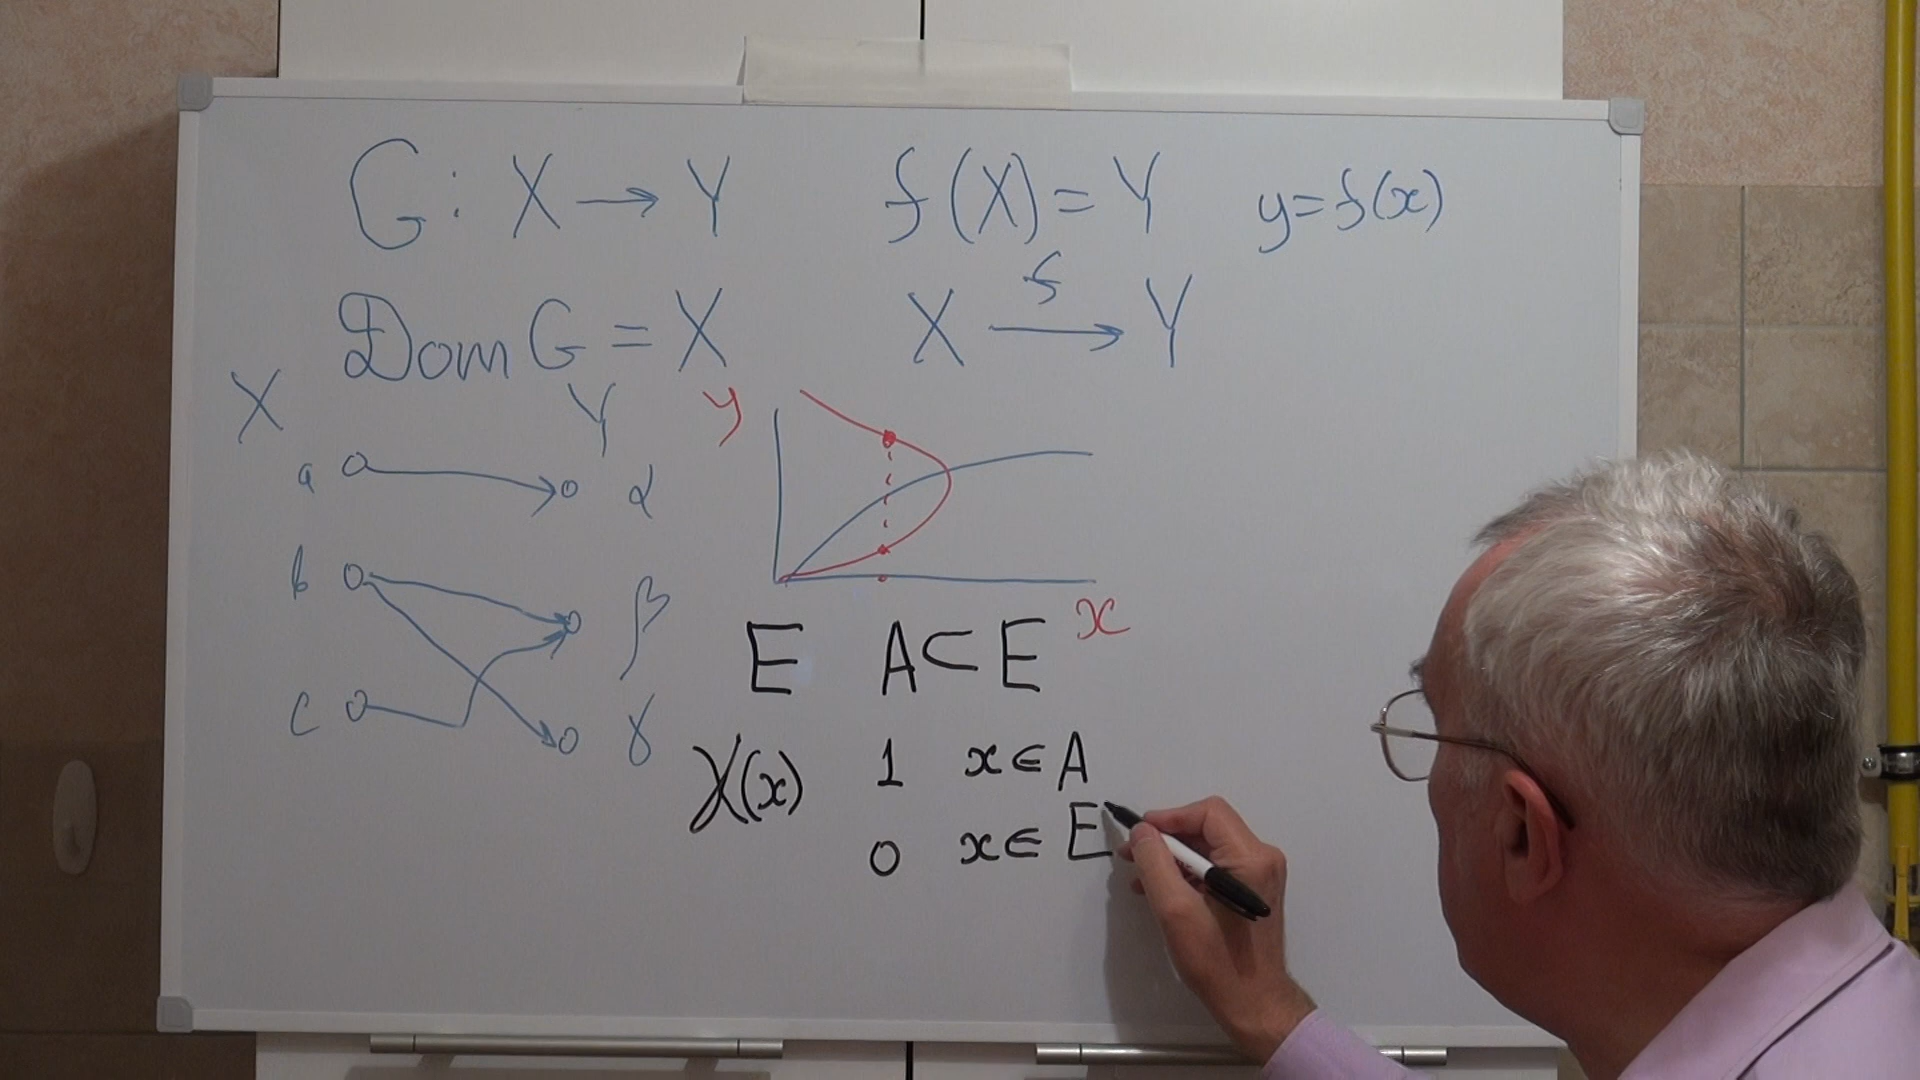 G: X → Y f(X) = Y y=f(x)
Dom G = X X →f Y
X Y y
a α
b β
c γ
x
E A⊂E
χ(x) 1 x∈A
0 x∈E